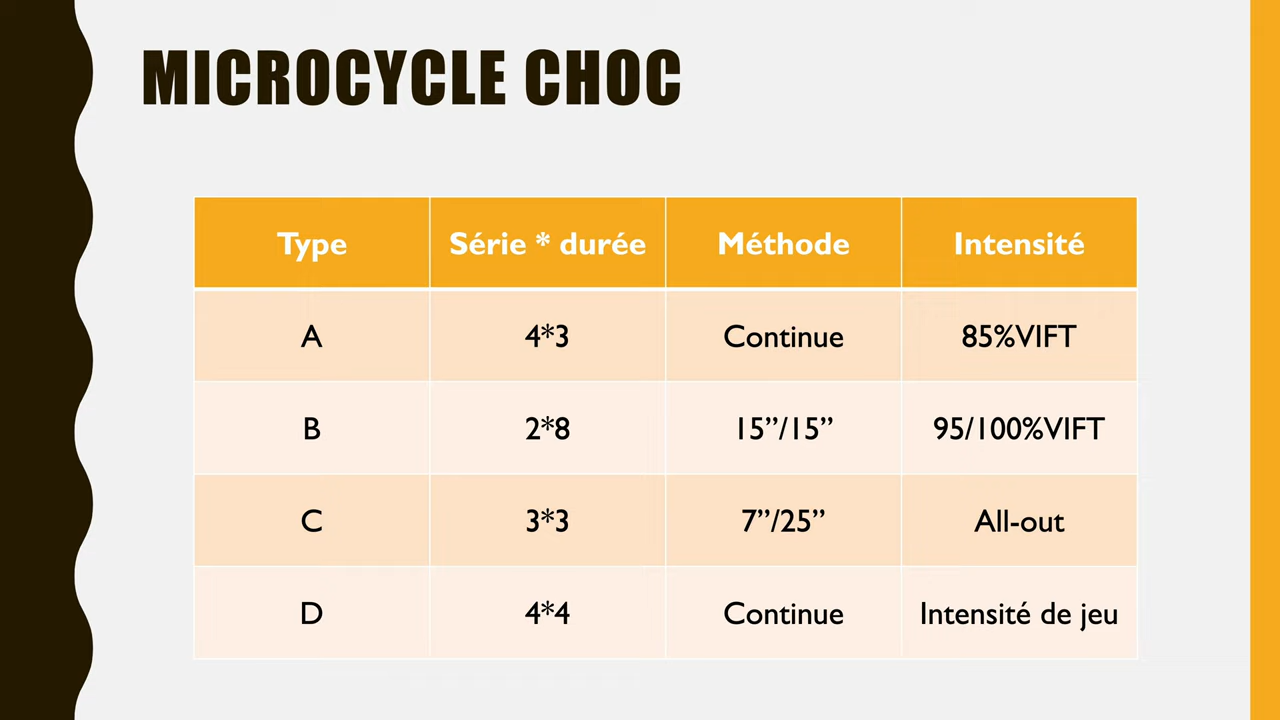 MICROCYCLE CHOC
Type Série * durée Méthode Intensité
A 4*3 Continue 85%VIFT
B 2*8 15”/15” 95/100%VIFT
C 3*3 7”/25” All-out
D 4*4 Continue Intensité de jeu